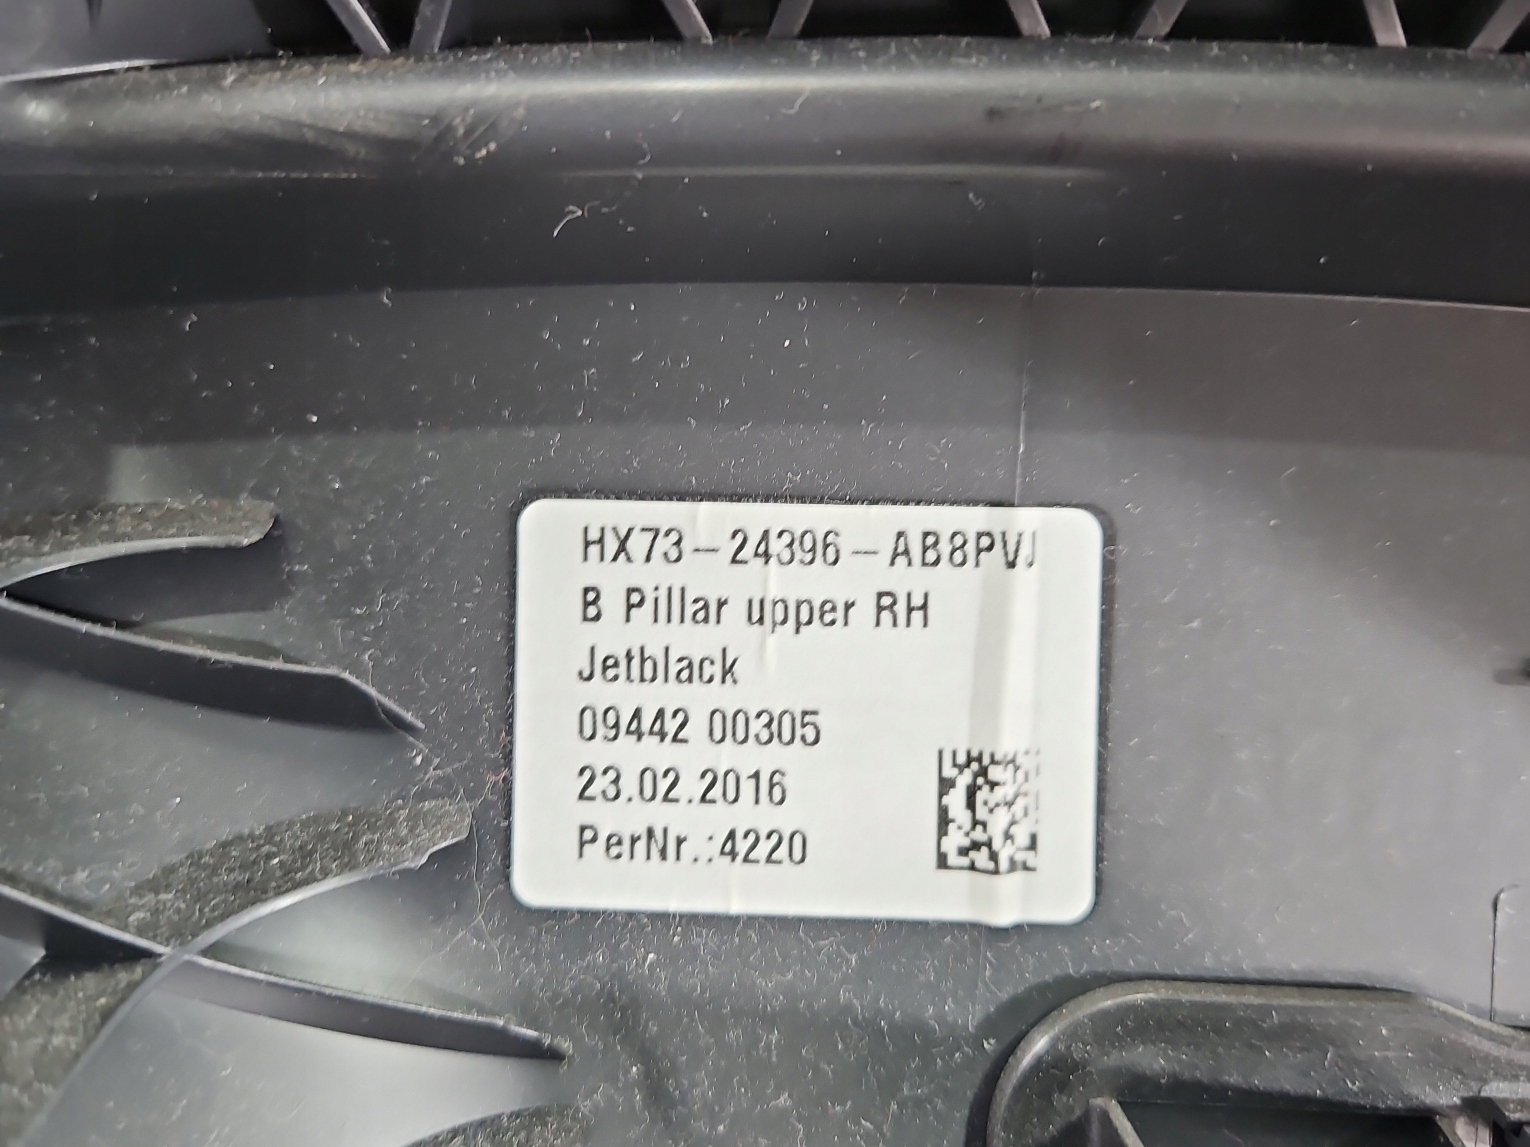 HX73-24396-AB8PVJ
B Pillar upper RH
Jetblack
09442 00305
23.02.2016
PerNr.:4220